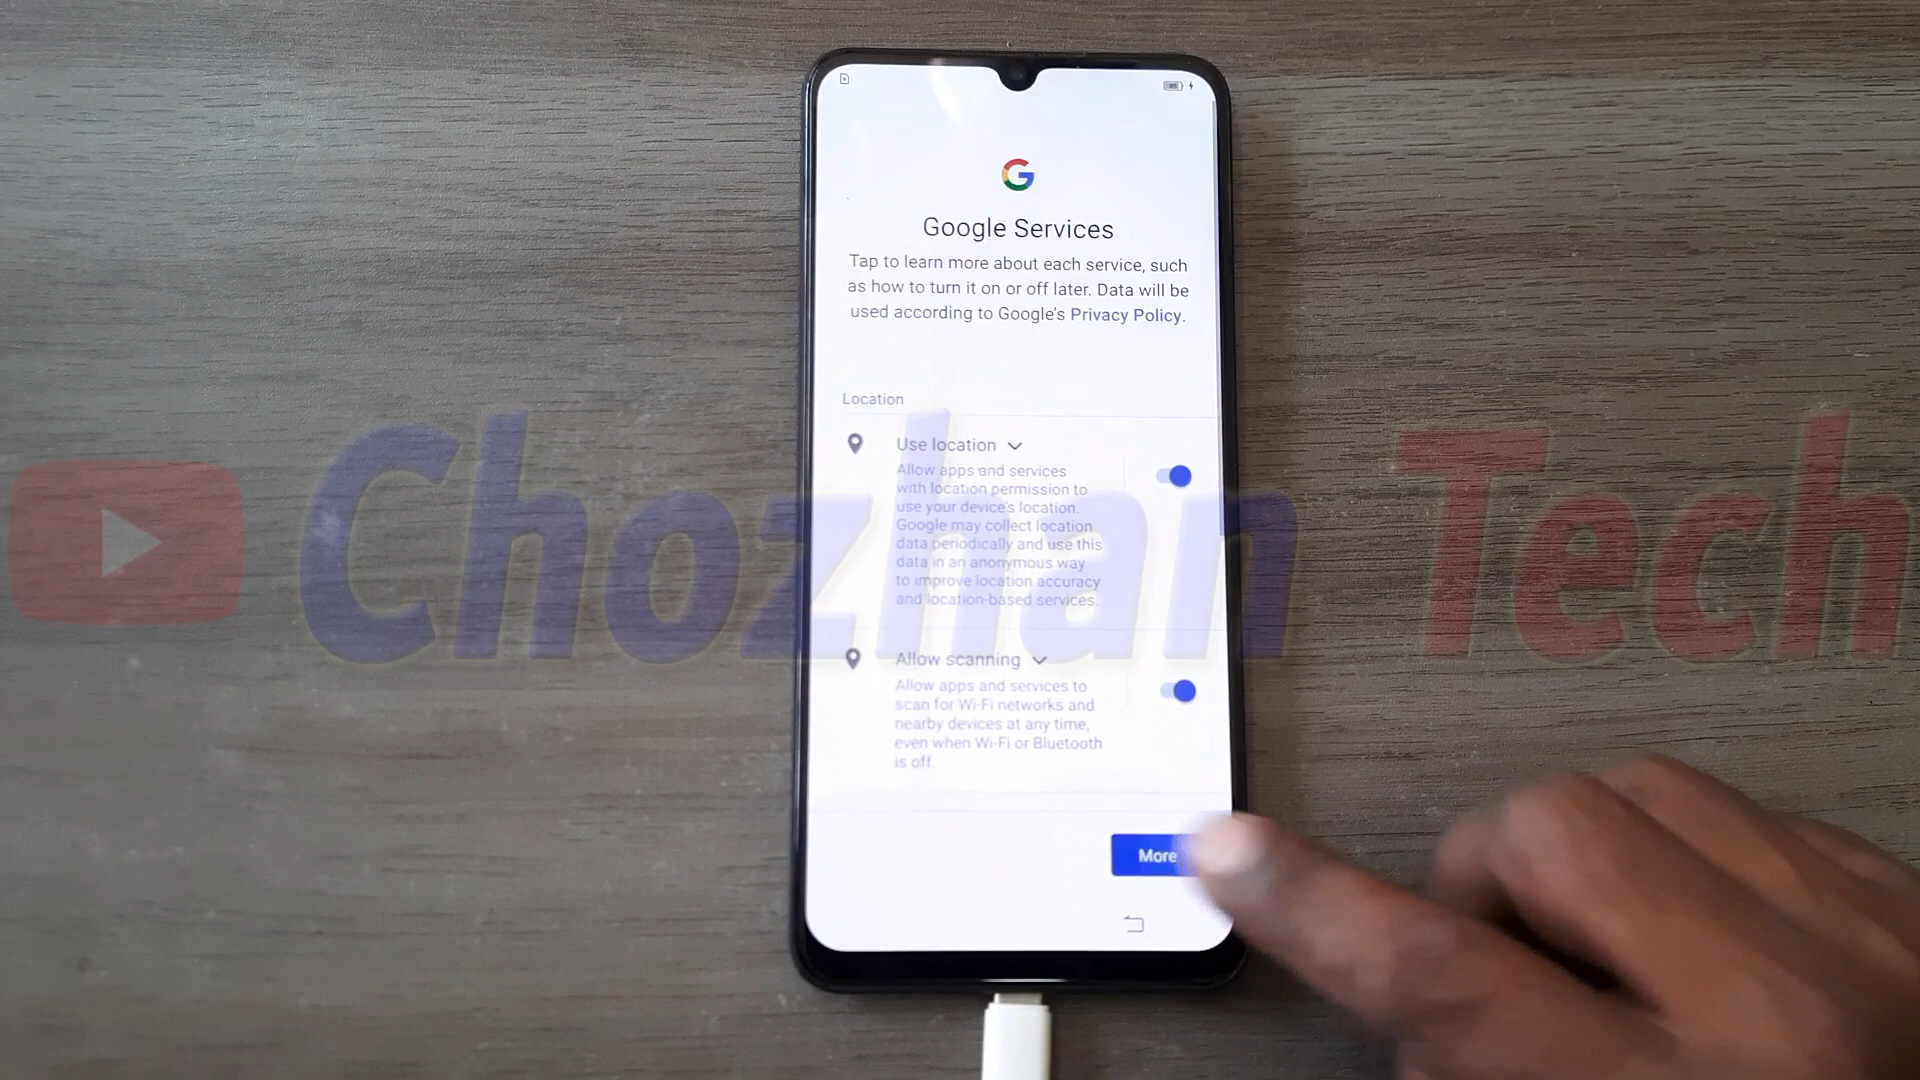 Google Services
Tap to learn more about each service, such
as how to turn it on or off later. Data will be
used according to Google's Privacy Policy.
Location
Use location
Allow apps and services
with location permission to
use your device's location.
Google may collect location
data periodically and use this
data in an anonymous way
to improve location accuracy
and location-based services.
Chozhan Tech
Allow scanning
Allow apps and services to
scan for Wi-Fi networks and
nearby devices at any time,
even when Wi-Fi or Bluetooth
is off.
More